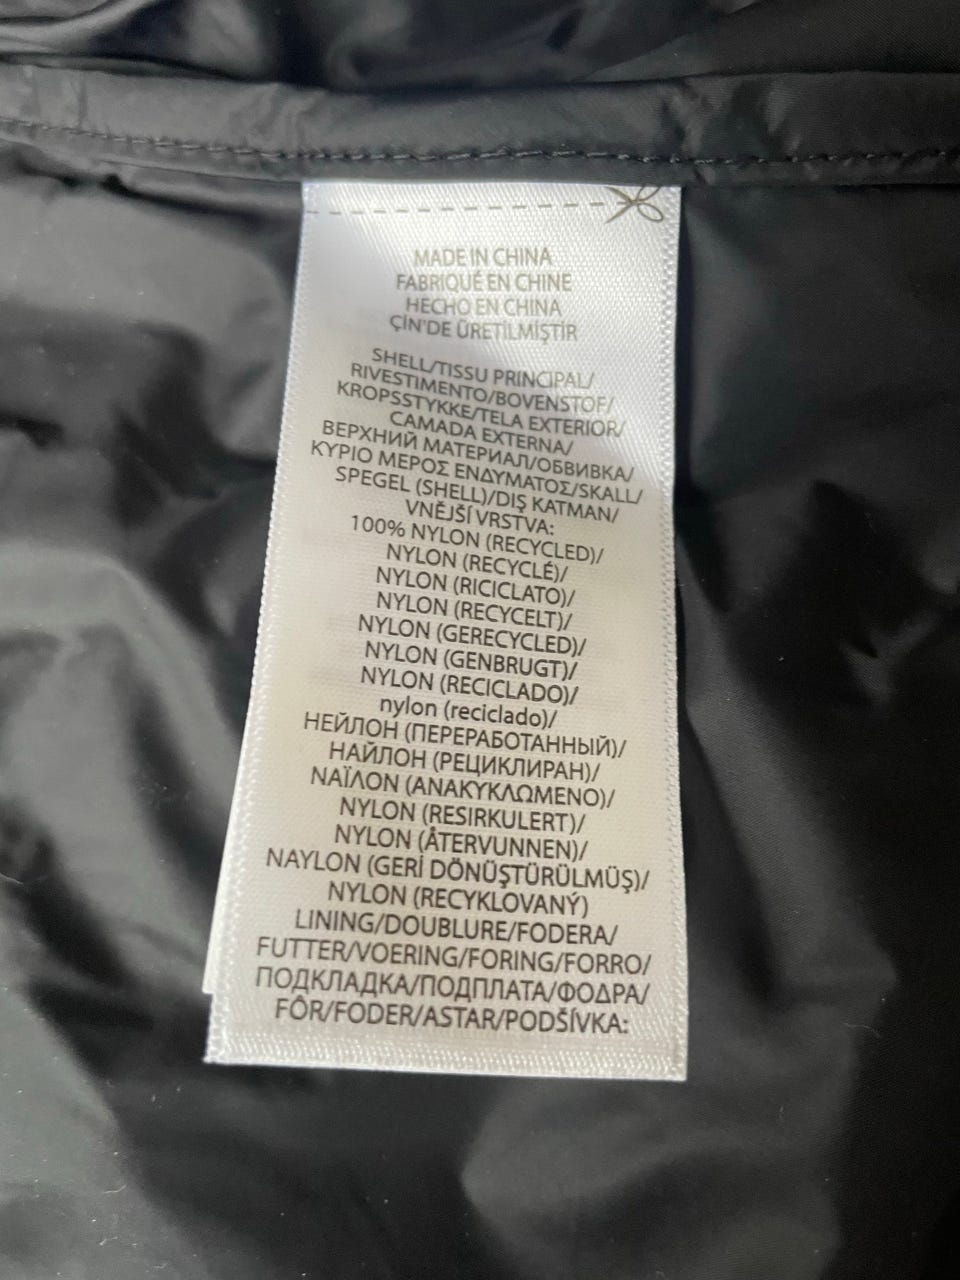 MADE IN CHINA
FABRIQUÉ EN CHINE
HECHO EN CHINA
ÇİN'DE ÜRETİLMİŞTİR
SHELL/TISSU PRINCIPAL/
RIVESTIMENTO/BOVENSTOF/
KROPSSTYKKE/TELA EXTERIOR/
CAMADA EXTERNA/
ВЕРХНИЙ МАТЕРИАЛ/ОБВИВКА/
ΚΥΡΙΟ ΜΕΡΟΣ ΕΝΔΥΜΑΤΟΣ/SKALL/
SPEGEL (SHELL)/DIŞ KATMAN/
VNĚJŠÍ VRSTVA:
100% NYLON (RECYCLED)/
NYLON (RECYCLÉ)/
NYLON (RICICLATO)/
NYLON (RECYCELT)/
NYLON (GERECYCLED)/
NYLON (GENBRUGT)/
NYLON (RECICLADO)/
nylon (reciclado)/
НЕЙЛОН (ПЕРЕРАБОТАННЫЙ)/
НАЙЛОН (РЕЦИКЛИРАН)/
ΝΑΪΛΟΝ (ΑΝΑΚΥΚΛΩΜΕΝΟ)/
NYLON (RESIRKULERT)/
NYLON (ÅTERVUNNEN)/
NAYLON (GERİ DÖNÜŞTÜRÜLMÜŞ)/
NYLON (RECYKLOVANÝ)
LINING/DOUBLURE/FODERA/
FUTTER/VOERING/FORING/FORRO/
ПОДКЛАДКА/ПОДПЛАТА/ΦΟΔΡΑ/
FÔR/FODER/ASTAR/PODŠÍVKA: